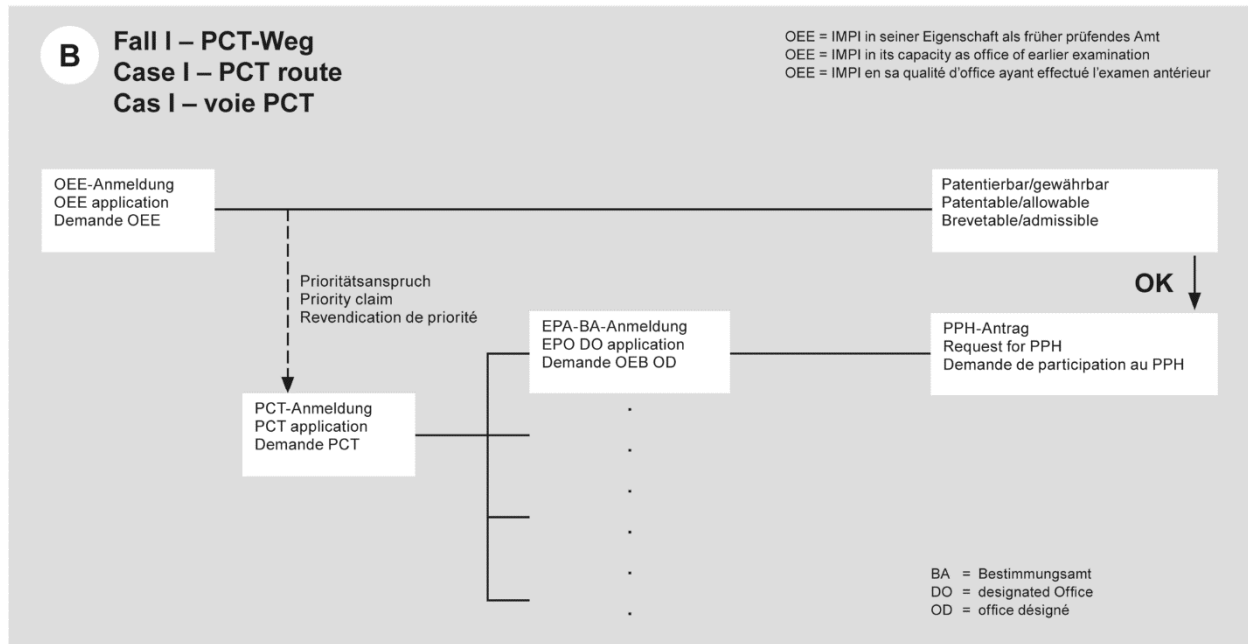 B
Fall I – PCT-Weg
Case I – PCT route
Cas I – voie PCT
OEE = IMPI in seiner Eigenschaft als früher prüfendes Amt
OEE = IMPI in its capacity as office of earlier examination
OEE = IMPI en sa qualité d'office ayant effectué l'examen antérieur
OEE-Anmeldung
OEE application
Demande OEE
Patentierbar/gewährbar
Patentable/allowable
Brevetable/admissible
Prioritätsanspruch
Priority claim
Revendication de priorité
OK
EPA-BA-Anmeldung
EPO DO application
Demande OEB OD
PPH-Antrag
Request for PPH
Demande de participation au PPH
PCT-Anmeldung
PCT application
Demande PCT
BA = Bestimmungsamt
DO = designated Office
OD = office désigné